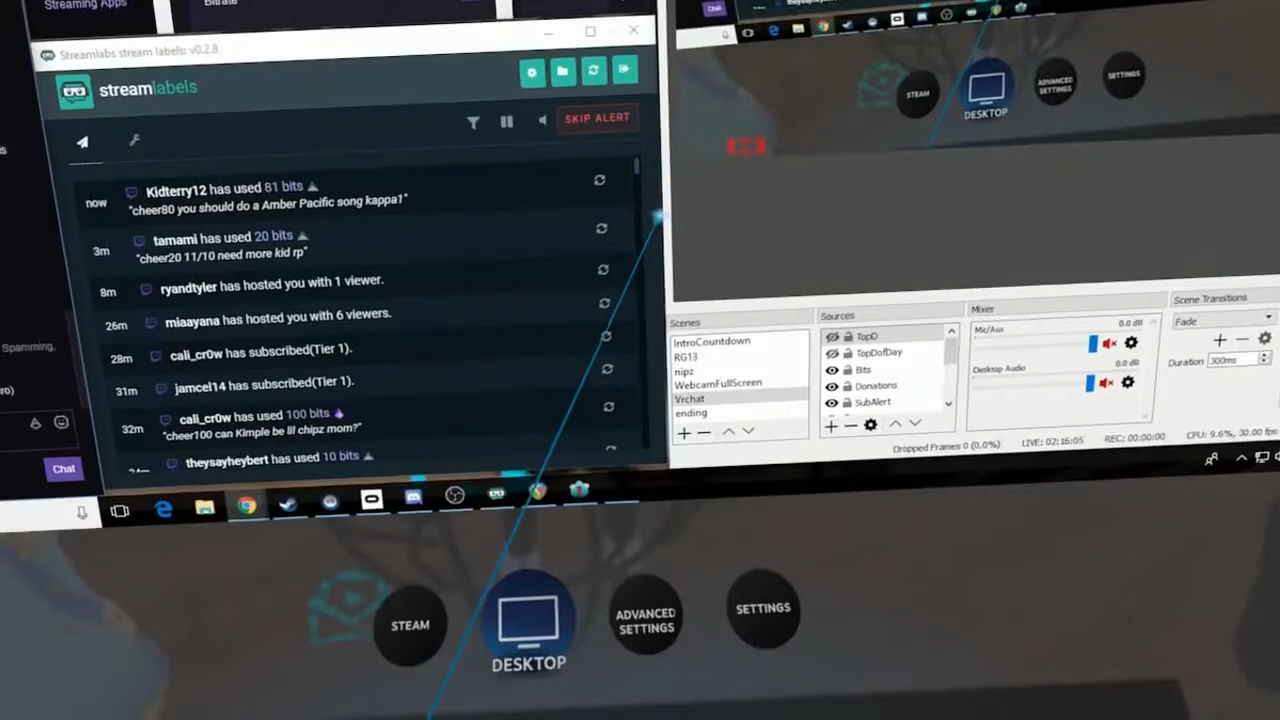 Streaming Apps
Bitrate
Streamlabs stream labels: v0.2.8
streamlabels
SKIP ALERT
now
Kidterry12 has used 81 bits
"cheer80 you should do a Amber Pacific song kappa1"
3m
tamami has used 20 bits
"cheer20 11/10 need more kid rp"
8m
ryandtyler has hosted you with 1 viewer.
26m
miaayana has hosted you with 6 viewers.
28m
cali_cr0w has subscribed(Tier 1).
31m
jamcel14 has subscribed(Tier 1).
32m
cali_cr0w has used 100 bits
"cheer100 can Kimple be lil chipz mom?"
theysayheybert has used 10 bits
Spamming,
Chat
Chat
STEAM
DESKTOP
ADVANCED
SETTINGS
SETTINGS
Scenes
IntroCountdown
RG13
nipz
WebcamFullScreen
Vrchat
ending
Sources
TopD
TopDofDay
Bits
Donations
SubAlert
Mixer
Mic/Aux
0.0 dB
Desktop Audio
0.0 dB
Scene Transitions
Fade
Duration
300ms
Dropped Frames 0 (0.0%)
LIVE: 02:16:05
REC: 00:00:00
CPU: 9.6%, 30.00 fps
STEAM
DESKTOP
ADVANCED
SETTINGS
SETTINGS